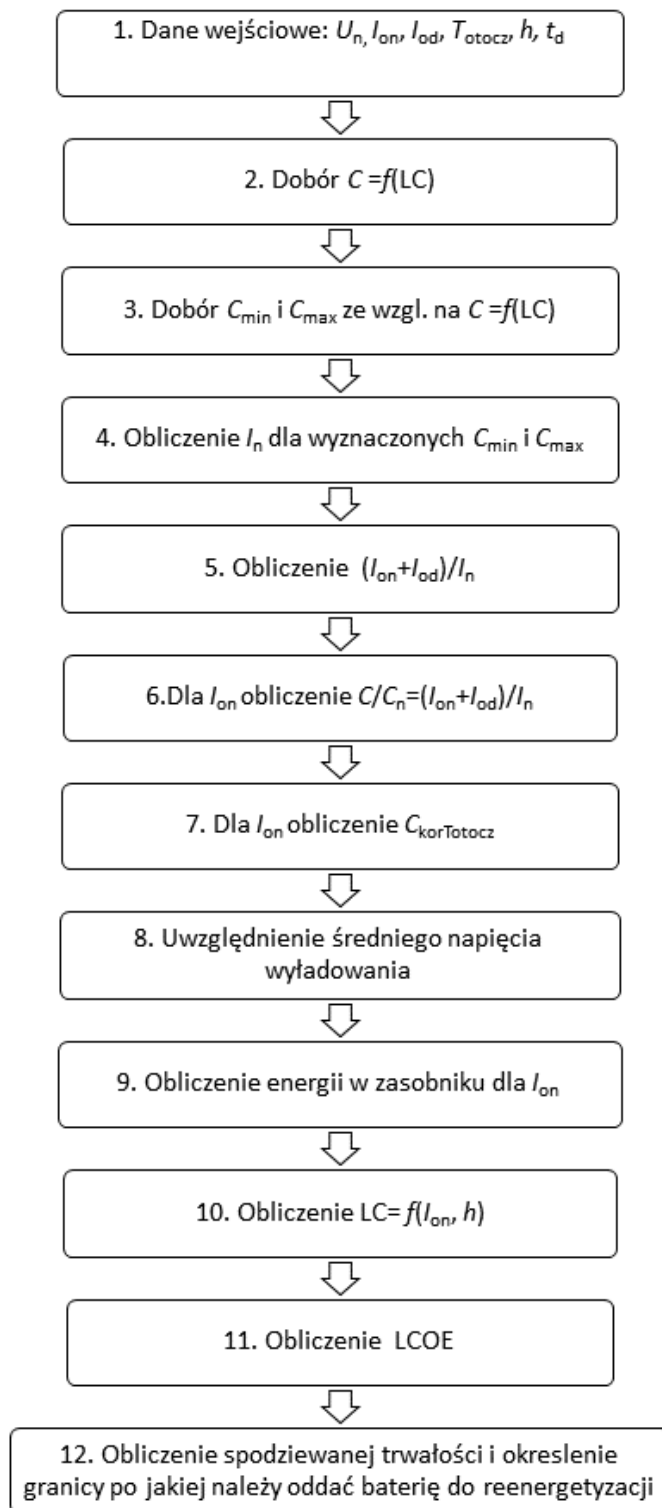 1. Dane wejściowe: Un, Ion, Iod, Totocz, h, td
2. Dobór C =f(LC)
3. Dobór Cmin i Cmax ze wzgl. na C =f(LC)
4. Obliczenie In dla wyznaczonych Cmin i Cmax
5. Obliczenie (Ion+Iod)/In
6.Dla Ion obliczenie C/Cn=(Ion+Iod)/In
7. Dla Ion obliczenie CkorTotocz
8. Uwzględnienie średniego napięcia
wyładowania
9. Obliczenie energii w zasobniku dla Ion
10. Obliczenie LC= f(Ion, h)
11. Obliczenie LCOE
12. Obliczenie spodziewanej trwałości i okreslenie
granicy po jakiej należy oddać baterię do reenergetyzacji